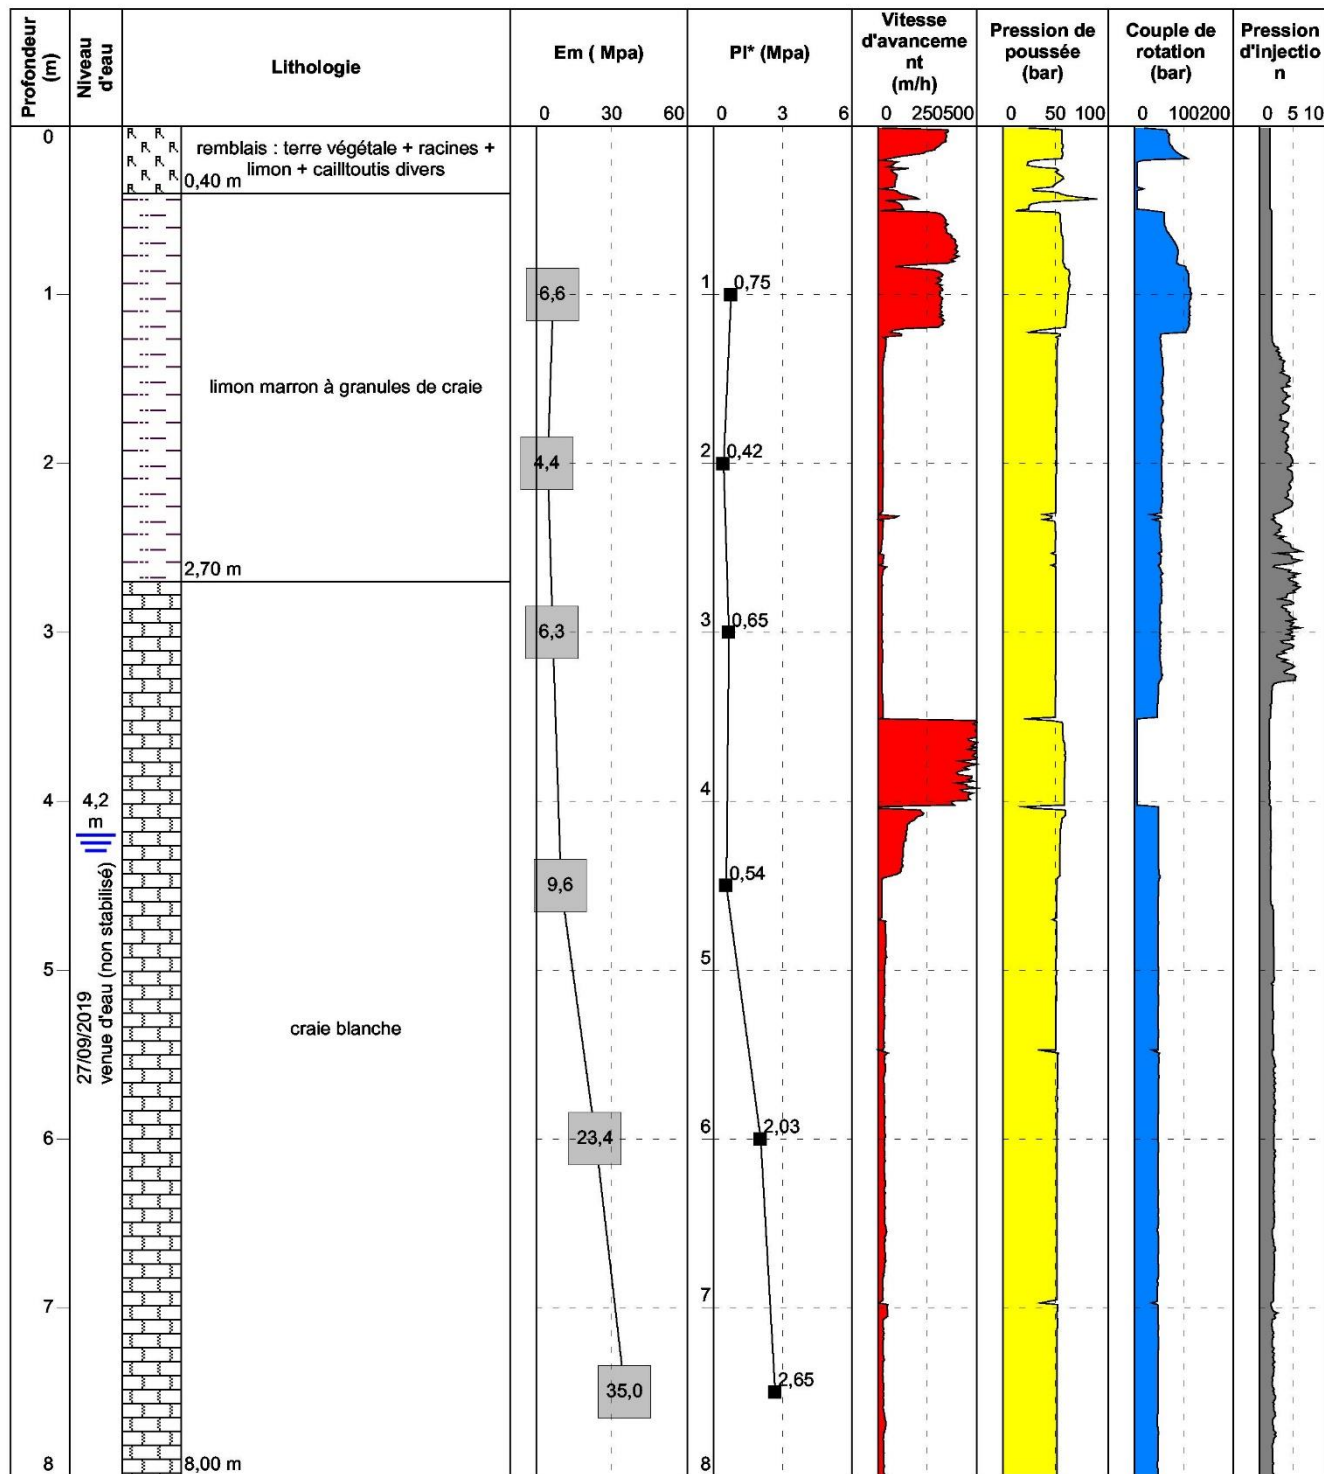 Profondeur
(m)
Niveau
d'eau
Lithologie
Em ( Mpa)
Pl* (Mpa)
Vitesse
d'avanceme
nt
(m/h)
Pression de
poussée
(bar)
Couple de
rotation
(bar)
Pression
d'injectio
n
0 30 60
0 3 6
0 250 500
0 50 100
0 100 200
0 5 10
0
R R
R R
R R
R R
R R
remblais : terre végétale + racines +
limon + cailltoutis divers
0,40 m
1
6,6
1
0,75
limon marron à granules de craie
2
4,4
2
0,42
2,70 m
3
6,3
3
0,65
4
4,2
m
4
9,6
0,54
5
5
27/09/2019
venue d'eau (non stabilisé)
craie blanche
6
23,4
6
2,03
7
7
35,0
2,65
8
8,00 m
8